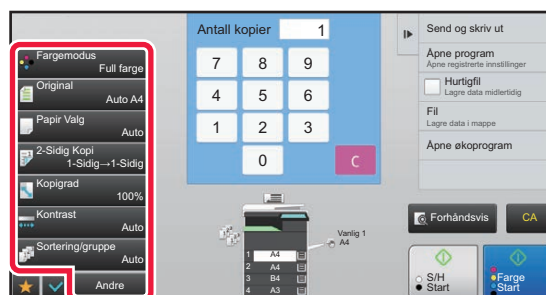 Fargemodus
Full farge
Original
Auto A4
Papir Valg
Auto
2-Sidig Kopi
1-Sidig→1-Sidig
Kopigrad
100%
Kontrast
Auto
Sortering/gruppe
Auto
Andre
Antall kopier 1
7 8 9
4 5 6
1 2 3
0 C
Vanlig 1
A4
1 A4
2 A4
3 B4
4 A3
Send og skriv ut
Åpne program
Åpne registrerte innstillinger
Hurtigfil
Lagre data midlertidig
Fil
Lagre data i mappe
Åpne økoprogram
Forhåndsvis CA
S/H
Start
Farge
Start